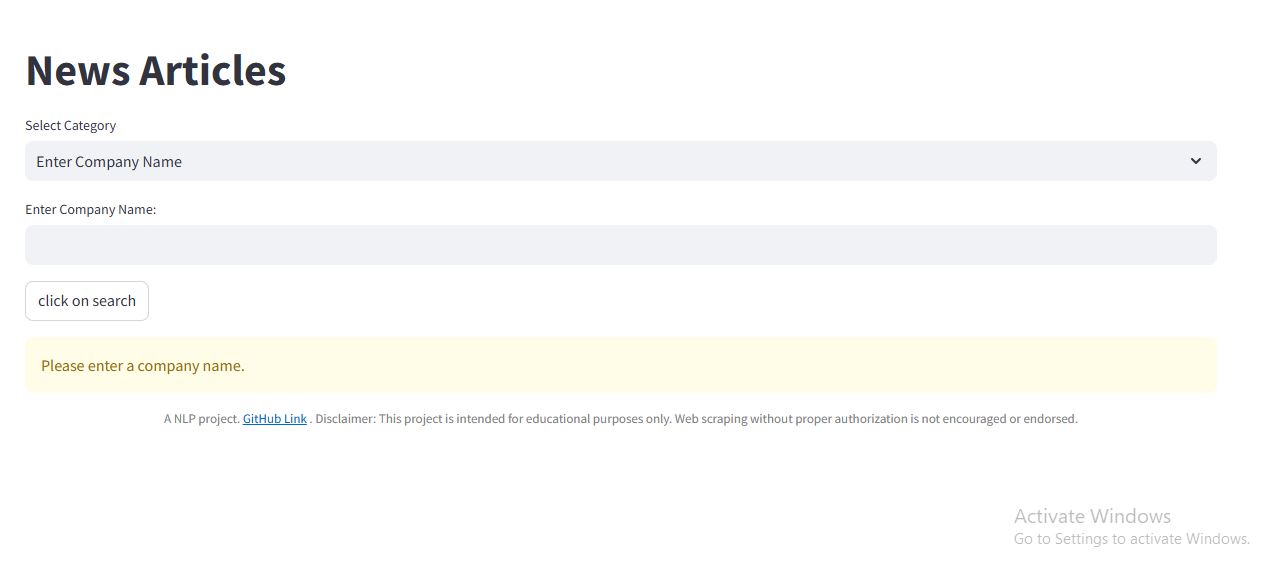 News Articles
Select Category
Enter Company Name
Enter Company Name:
click on search
Please enter a company name.
A NLP project. GitHub Link . Disclaimer: This project is intended for educational purposes only. Web scraping without proper authorization is not encouraged or endorsed.
Activate Windows
Go to Settings to activate Windows.